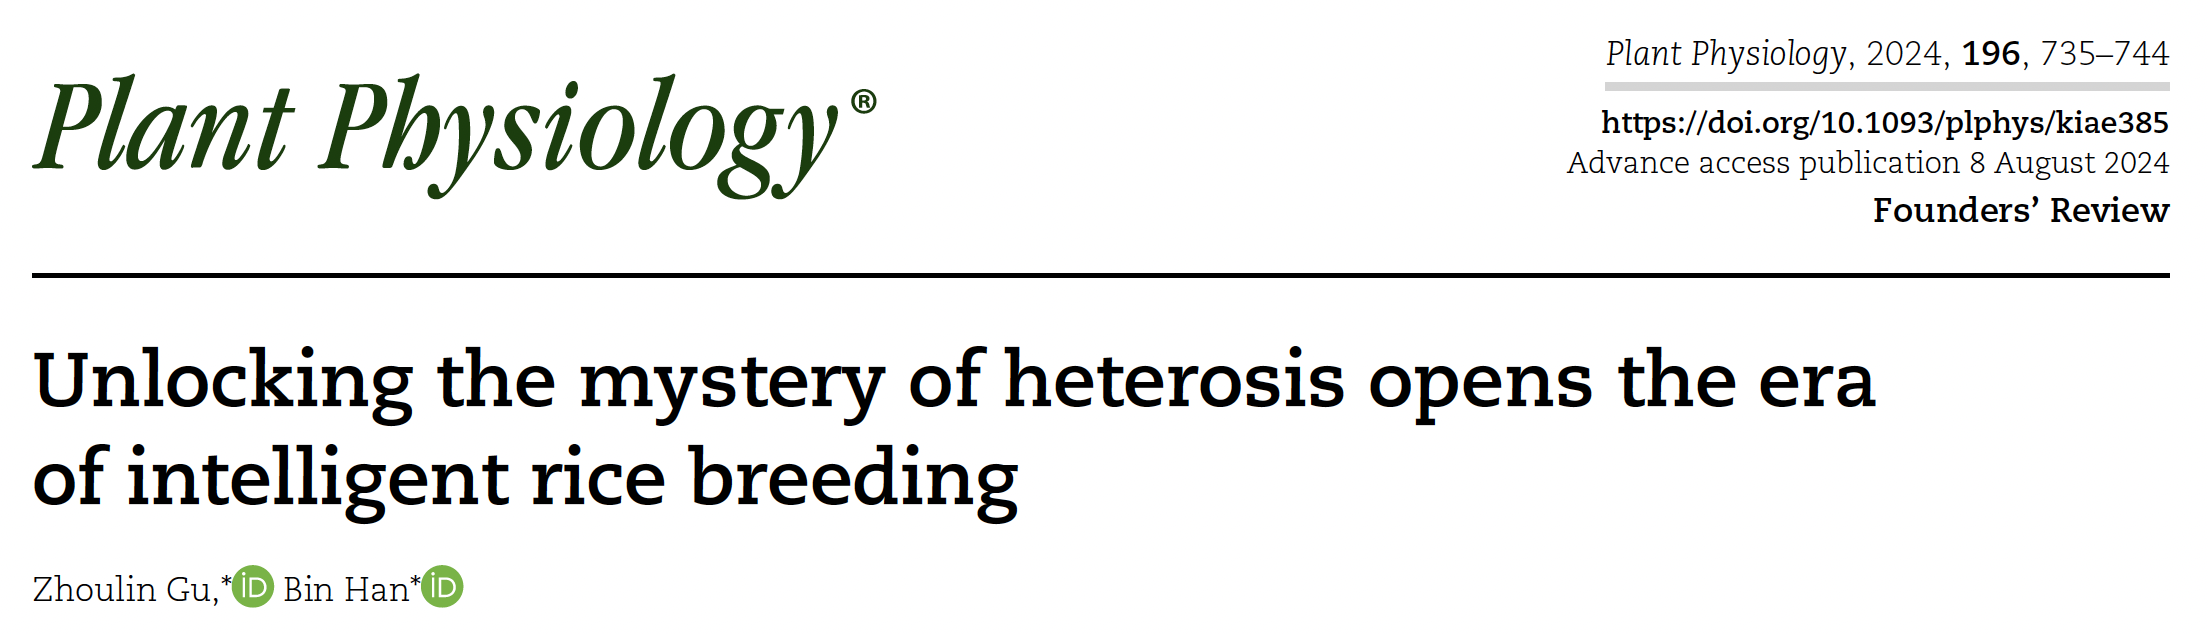 Plant Physiology®
Plant Physiology, 2024, 196, 735–744
https://doi.org/10.1093/plphys/kiae385
Advance access publication 8 August 2024
Founders’ Review
Unlocking the mystery of heterosis opens the era
of intelligent rice breeding
Zhoulin Gu,* iD Bin Han* iD